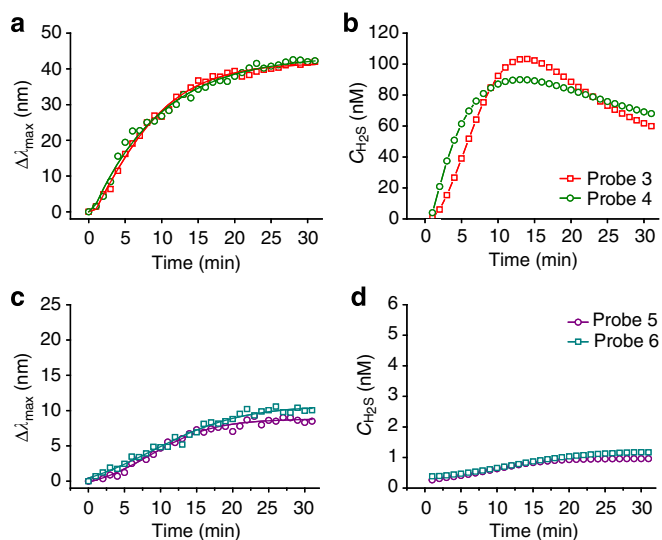 a
50
40
30
20
10
0
Δλmax (nm)
0 5 10 15 20 25 30
Time (min)
b
120
100
80
60
40
20
0
CH2S (nM)
Probe 3
Probe 4
0 5 10 15 20 25 30
Time (min)
c
25
20
15
10
5
0
Δλmax (nm)
0 5 10 15 20 25 30
Time (min)
d
6
5
4
3
2
1
0
CH2S (nM)
Probe 5
Probe 6
0 5 10 15 20 25 30
Time (min)